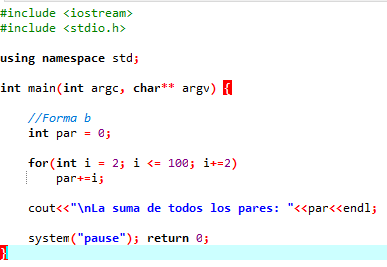 #include <iostream>
#include <stdio.h>
using namespace std;
int main(int argc, char** argv) {
//Forma b
int par = 0;
for(int i = 2; i <= 100; i+=2)
par+=i;
cout<<"\nLa suma de todos los pares: "<<par<<endl;
system("pause"); return 0;
}